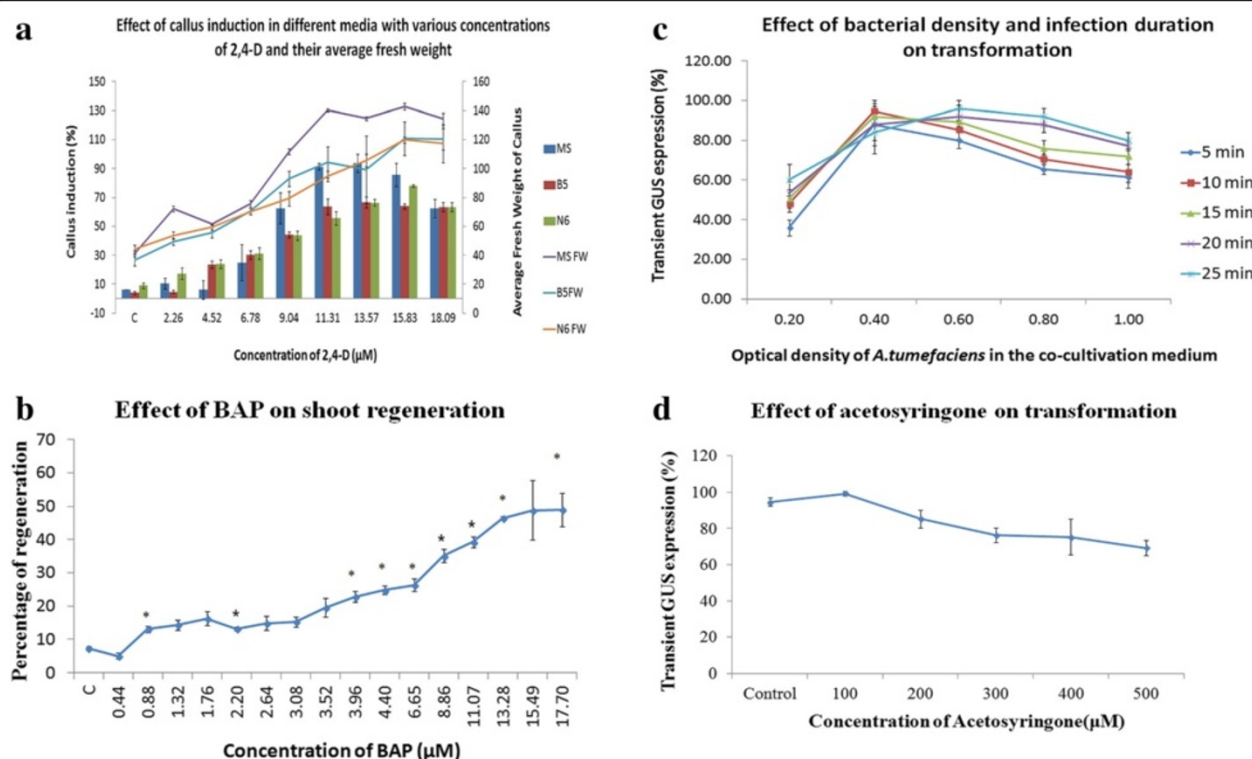 a
Effect of callus induction in different media with various concentrations
of 2,4-D and their average fresh weight
Callus induction (%)
150
130
110
90
70
50
30
10
-10
160
140
120
100
80
60
40
20
0
Average Fresh Weight of Callus
C 2.26 4.52 6.78 9.04 11.31 13.57 15.83 18.09
Concentration of 2,4-D (µM)
MS
B5
N6
MS FW
B5FW
N6 FW
c
Effect of bacterial density and infection duration
on transformation
Transient GUS espression (%)
120.00
100.00
80.00
60.00
40.00
20.00
0.00
0.20 0.40 0.60 0.80 1.00
Optical density of A.tumefaciens in the co-cultivation medium
5 min
10 min
15 min
20 min
25 min
b
Effect of BAP on shoot regeneration
Percentage of regeneration
70
60
50
40
30
20
10
0
* * * * * * * * *
C 0.44 0.88 1.32 1.76 2.20 2.64 3.08 3.52 3.96 4.40 6.65 8.86 11.07 13.28 15.49 17.70
Concentration of BAP (µM)
d
Effect of acetosyringone on transformation
Transient GUS expression (%)
120
100
80
60
40
20
0
Control 100 200 300 400 500
Concentration of Acetosyringone(µM)